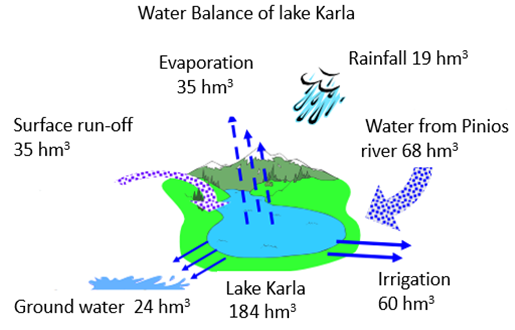 Water Balance of lake Karla
Evaporation
35 hm³
Rainfall 19 hm³
Surface run-off
35 hm³
Water from Pinios
river 68 hm³
Ground water 24 hm³
Lake Karla
184 hm³
Irrigation
60 hm³